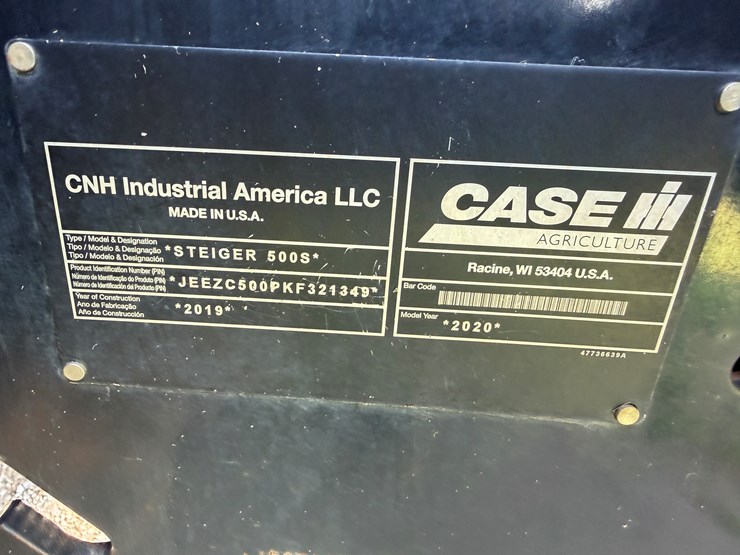 CNH Industrial America LLC
MADE IN U.S.A.
Type / Model & Designation
Tipo / Modelo & Designação
Tipo / Modelo & Designación
*STEIGER 500S*
Product Identification Number (PIN)
Número de Identificação do Produto (PIN)
Número de Identificación del Producto (PIN)
*JEEZC500PKF321349*
Year of Construction
Ano de Fabricação
Año de Construcción
*2019*
CASE IH
AGRICULTURE
Racine, WI 53404 U.S.A.
Bar Code
Model Year
*2020*
47736639A